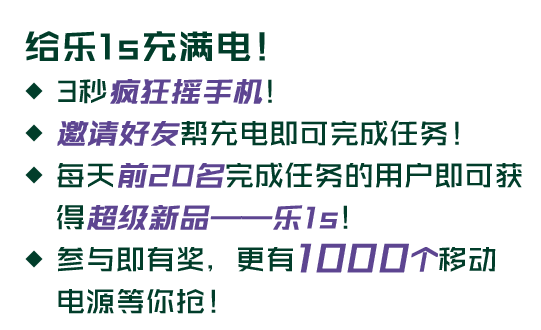 给乐1s充满电！
◆ 3秒疯狂摇手机！
◆ 邀请好友帮充电即可完成任务！
◆ 每天前20名完成任务的用户即可获
得超级新品——乐1s！
◆ 参与即有奖，更有1000个移动
电源等你抢！